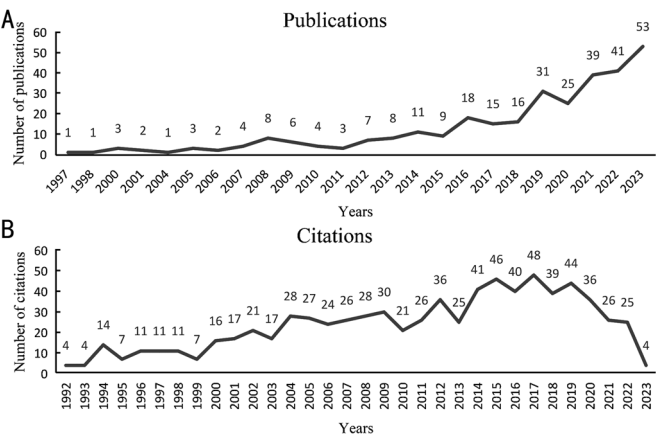 A
Publications
Number of publications
60
50
40
30
20
10
0
1 1 3 2 1 3 2 4 8 6 4 3 7 8 11 9 18 15 16 31 25 39 41 53
1997 1998 2000 2001 2004 2005 2006 2007 2008 2009 2010 2011 2012 2013 2014 2015 2016 2017 2018 2019 2020 2021 2022 2023
Years
B
Citations
Number of citations
60
50
40
30
20
10
0
4 4 14 7 11 11 11 7 16 17 21 17 28 27 24 26 28 30 21 26 36 25 41 46 40 48 39 44 36 26 25 4
1992 1993 1994 1995 1996 1997 1998 1999 2000 2001 2002 2003 2004 2005 2006 2007 2008 2009 2010 2011 2012 2013 2014 2015 2016 2017 2018 2019 2020 2021 2022 2023
Years